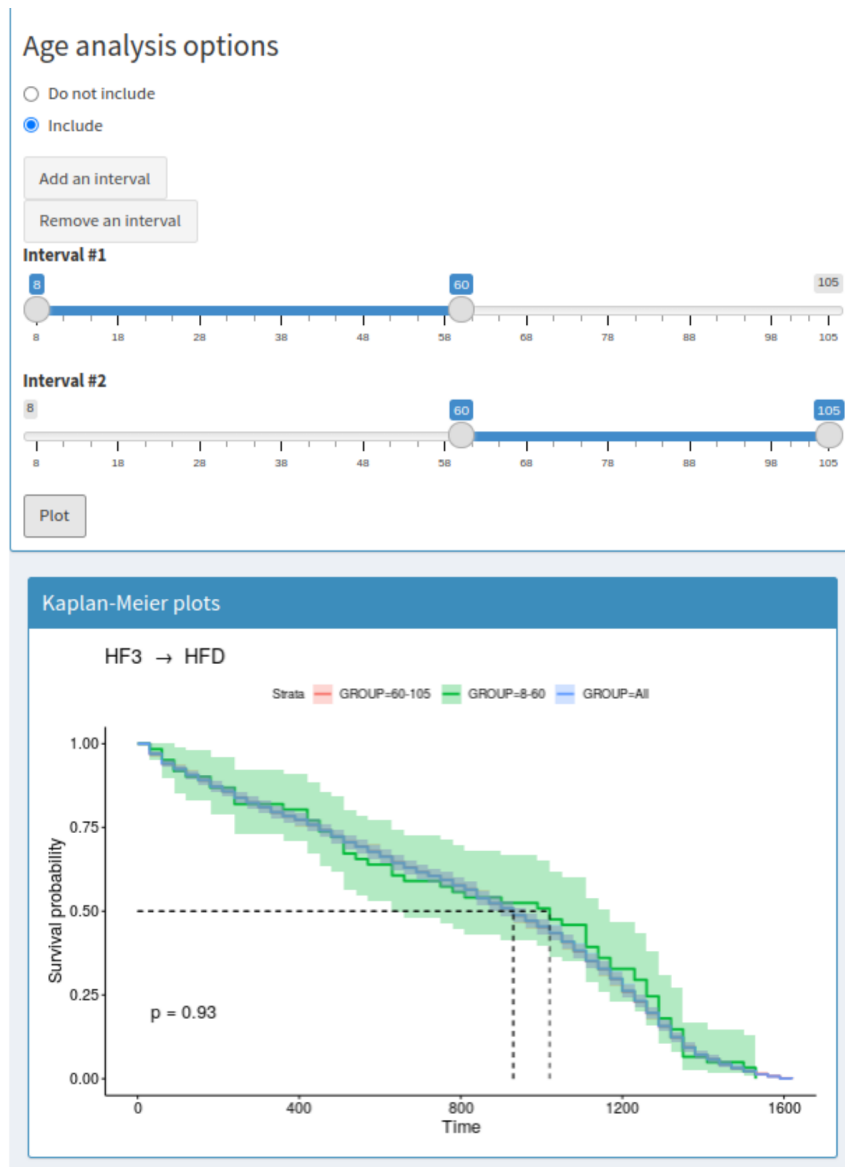 Age analysis options
Do not include
Include
Add an interval
Remove an interval
Interval #1
8 60 105
8 18 28 38 48 58 68 78 88 98 105
Interval #2
8 60 105
8 18 28 38 48 58 68 78 88 98 105
Plot
Kaplan-Meier plots
HF3 → HFD
Strata GROUP=60-105 GROUP=8-60 GROUP=All
1.00
0.75
0.50
0.25
0.00
Survival probability
p = 0.93
0 400 800 1200 1600
Time